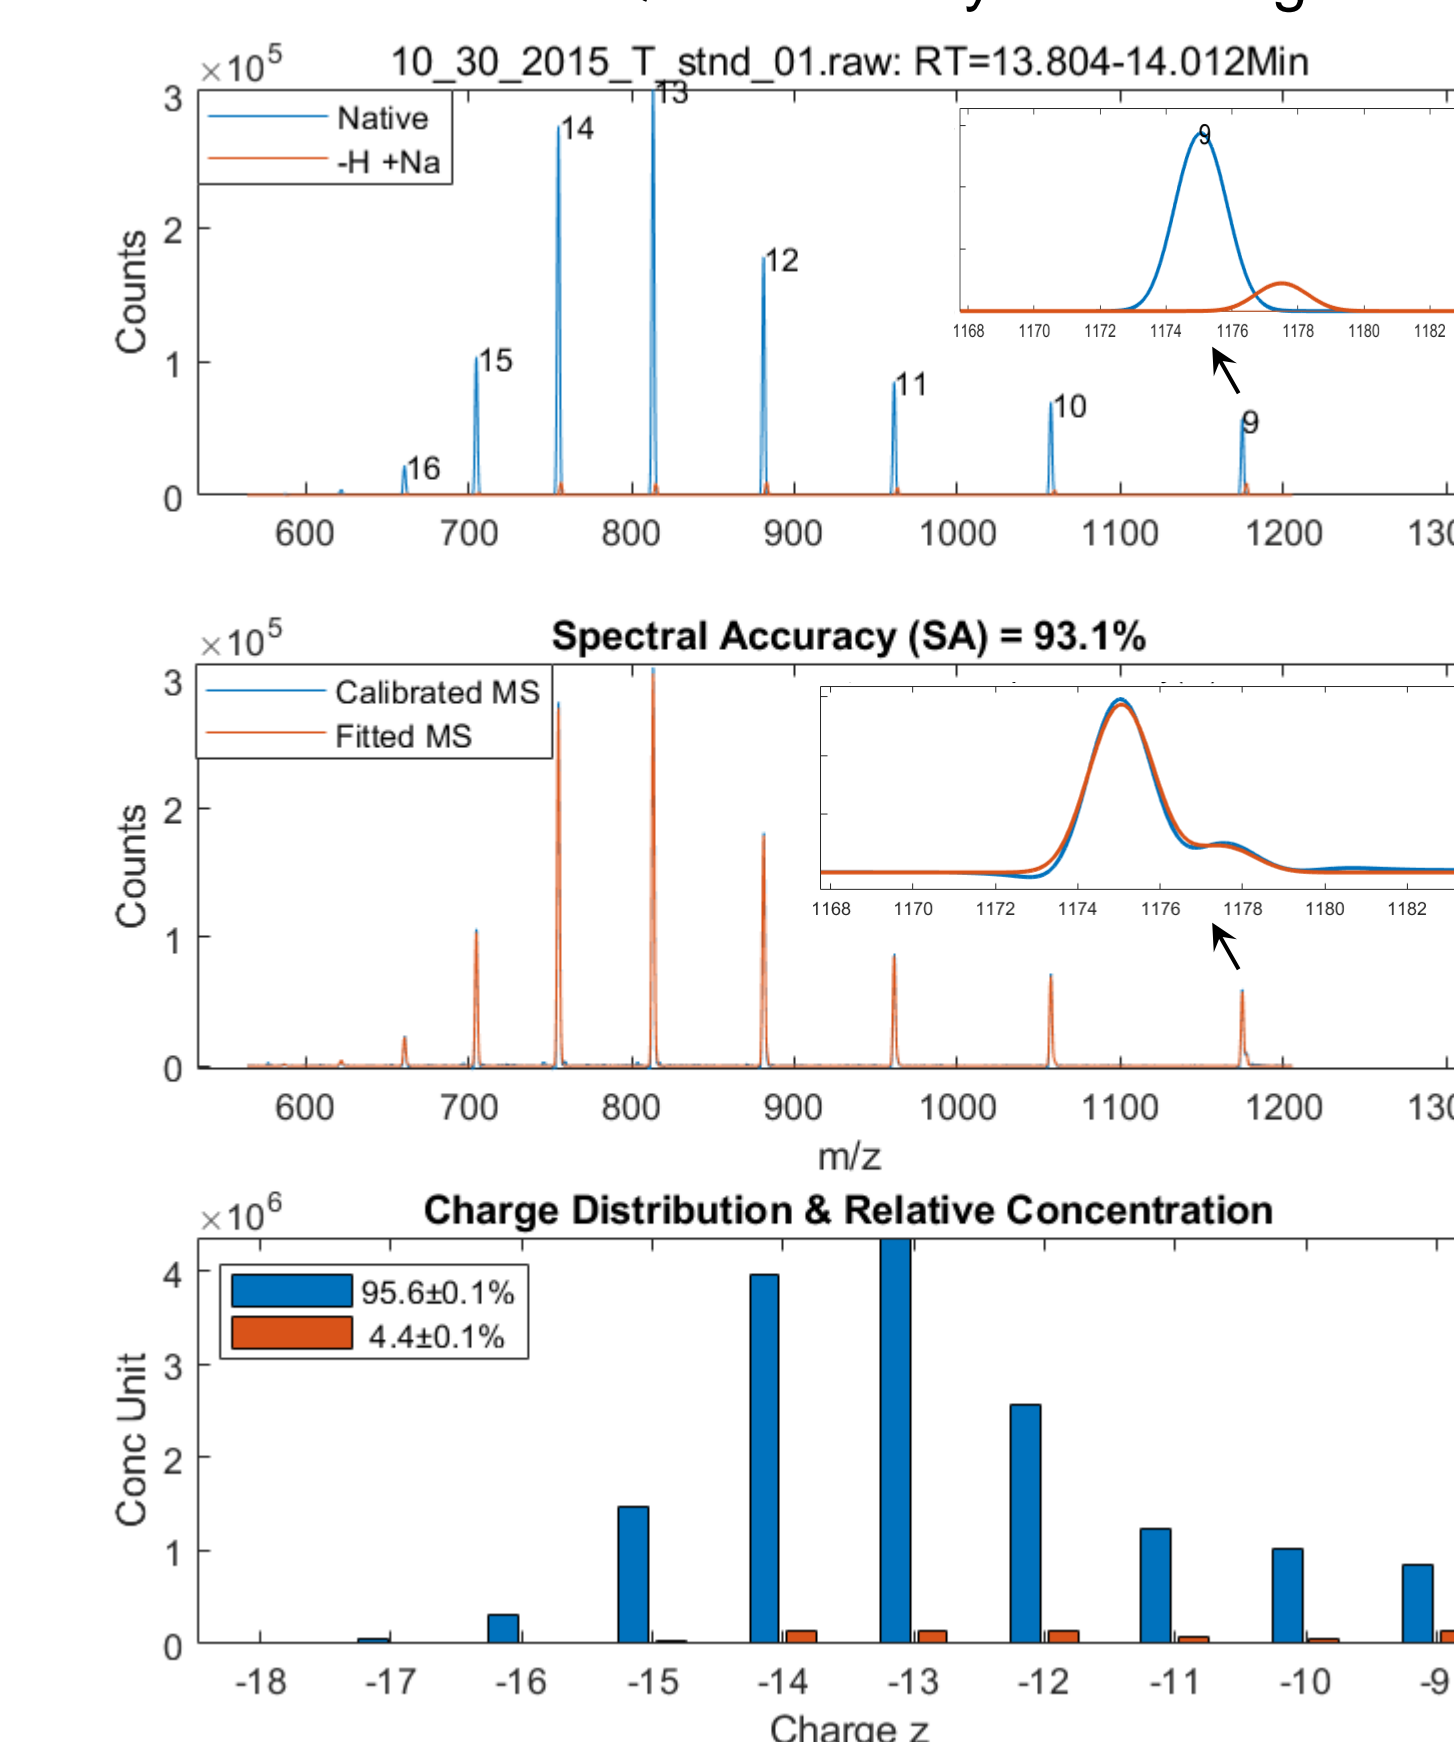 ×10^5
10_30_2015_T_stnd_01.raw: RT=13.804-14.012Min
3
2
1
0
Counts
Native
-H +Na
16
15
14
13
12
11
10
9
600 700 800 900 1000 1100 1200
9
1168 1170 1172 1174 1176 1178 1180 1182
×10^5
Spectral Accuracy (SA) = 93.1%
3
2
1
0
Counts
Calibrated MS
Fitted MS
1168 1170 1172 1174 1176 1178 1180 1182
600 700 800 900 1000 1100 1200
m/z
×10^6
Charge Distribution & Relative Concentration
4
3
2
1
0
Conc Unit
95.6±0.1%
4.4±0.1%
-18 -17 -16 -15 -14 -13 -12 -11 -10 -9
Charge z